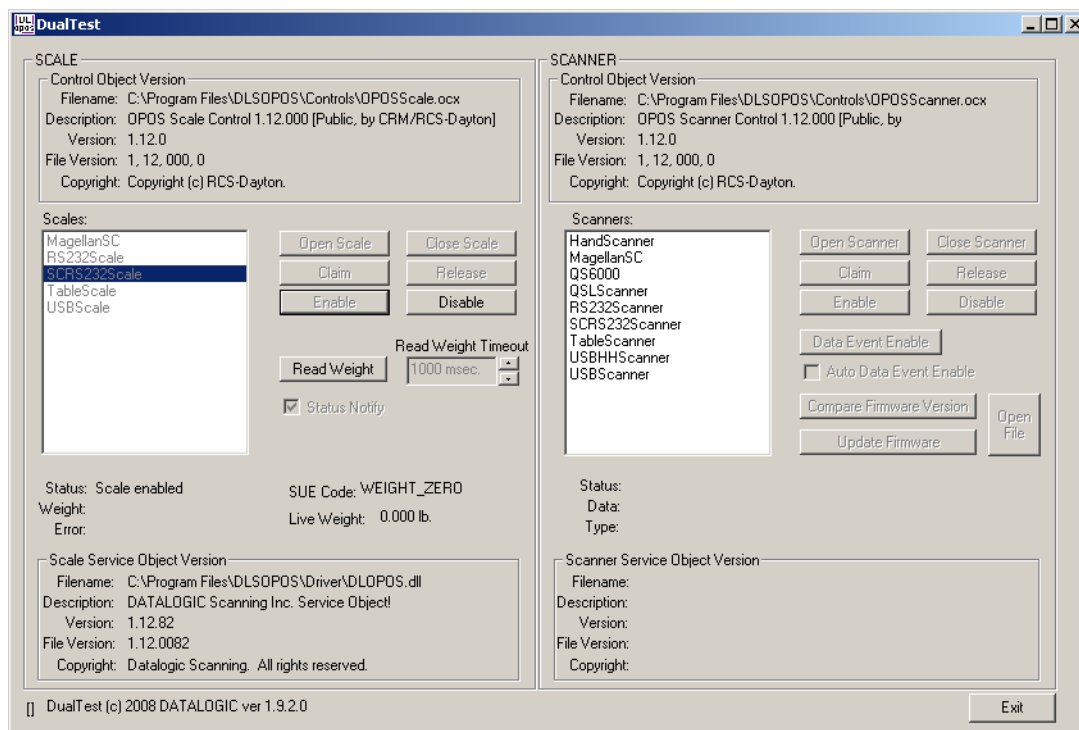 UL
opos DualTest
SCALE
Control Object Version
Filename: C:\Program Files\DLSOPOS\Controls\OPOSScale.ocx
Description: OPOS Scale Control 1.12.000 [Public, by CRM/RCS-Dayton]
Version: 1.12.0
File Version: 1, 12, 000, 0
Copyright: Copyright (c) RCS-Dayton.
Scales:
MagellanSC
RS232Scale
SCRS232Scale
TableScale
USBScale
Open Scale Close Scale
Claim Release
Enable Disable
Read Weight Timeout
Read Weight 1000 msec.
Status Notify
Status: Scale enabled
Weight:
Error:
SUE Code: WEIGHT_ZERO
Live Weight: 0.000 lb.
Scale Service Object Version
Filename: C:\Program Files\DLSOPOS\Driver\DLOPOS.dll
Description: DATALOGIC Scanning Inc. Service Object!
Version: 1.12.82
File Version: 1.12.0082
Copyright: Datalogic Scanning. All rights reserved.
SCANNER
Control Object Version
Filename: C:\Program Files\DLSOPOS\Controls\OPOSScanner.ocx
Description: OPOS Scanner Control 1.12.000 [Public, by
Version: 1.12.0
File Version: 1, 12, 000, 0
Copyright: Copyright (c) RCS-Dayton.
Scanners:
HandScanner
MagellanSC
QS6000
QSLScanner
RS232Scanner
SCRS232Scanner
TableScanner
USBHHScanner
USBScanner
Open Scanner Close Scanner
Claim Release
Enable Disable
Data Event Enable
Auto Data Event Enable
Compare Firmware Version
Update Firmware
Open
File
Status:
Data:
Type:
Scanner Service Object Version
Filename:
Description:
Version:
File Version:
Copyright:
[] DualTest (c) 2008 DATALOGIC ver 1.9.2.0
Exit